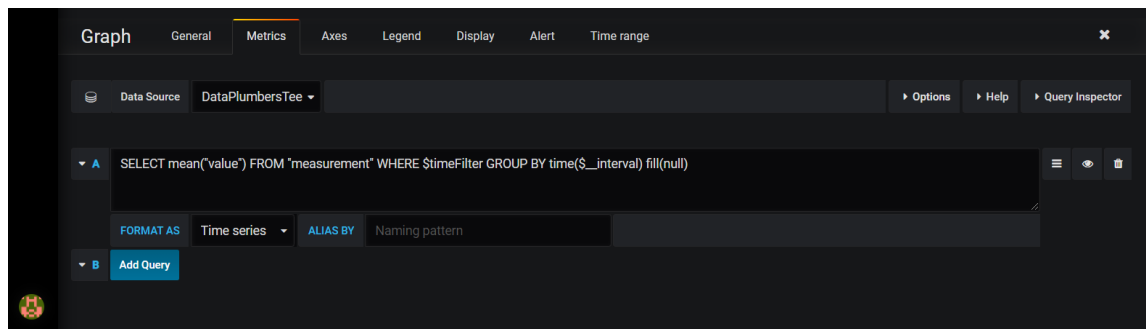 Graph General Metrics Axes Legend Display Alert Time range
Data Source DataPlumbersTee Options Help Query Inspector
A SELECT mean("value") FROM "measurement" WHERE $timeFilter GROUP BY time($__interval) fill(null)
FORMAT AS Time series ALIAS BY Naming pattern
B Add Query